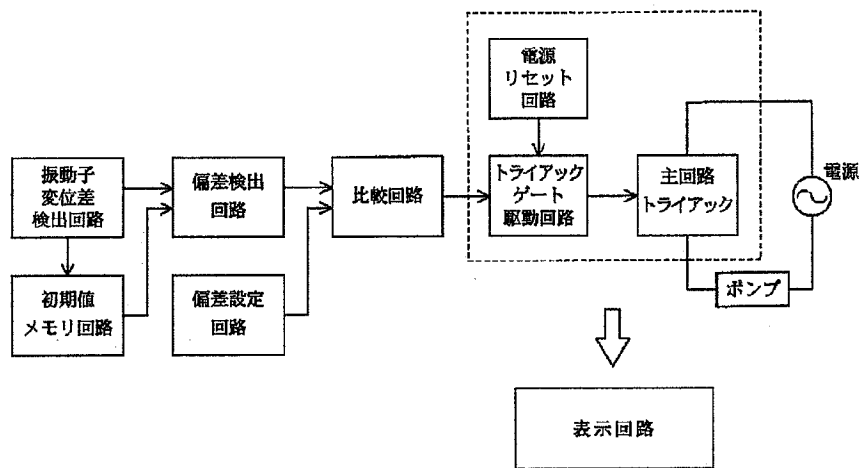 電源
リセット
回路
振動子
変位差
検出回路
偏差検出
回路
比較回路
トライアック
ゲート
駆動回路
主回路
トライアック
電源
初期値
メモリ回路
偏差設定
回路
ポンプ
表示回路